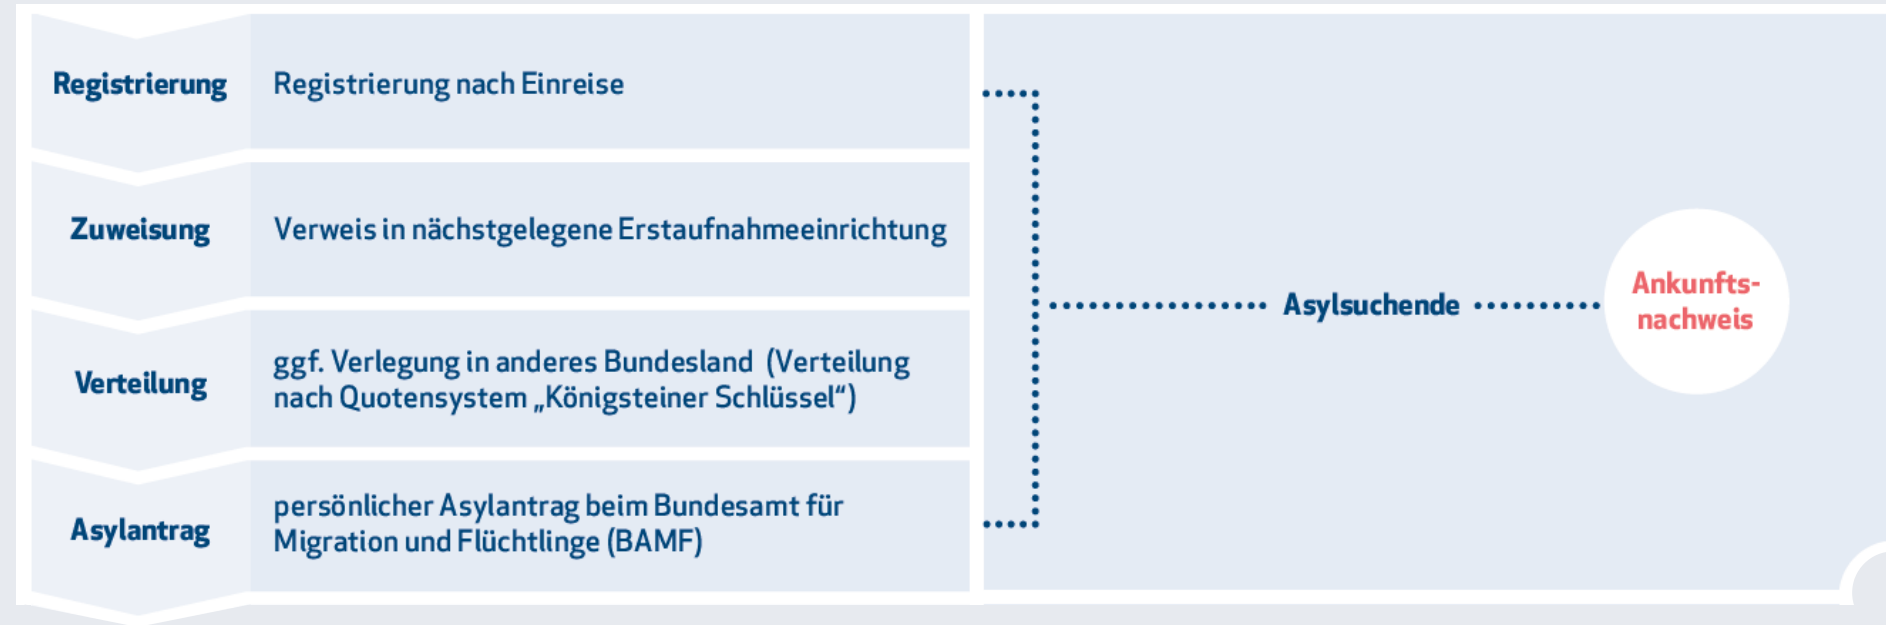 Registrierung
Registrierung nach Einreise
Zuweisung
Verweis in nächstgelegene Erstaufnahmeeinrichtung
Verteilung
ggf. Verlegung in anderes Bundesland (Verteilung
nach Quotensystem „Königsteiner Schlüssel“)
Asylantrag
persönlicher Asylantrag beim Bundesamt für
Migration und Flüchtlinge (BAMF)
Asylsuchende
Ankunfts-
nachweis